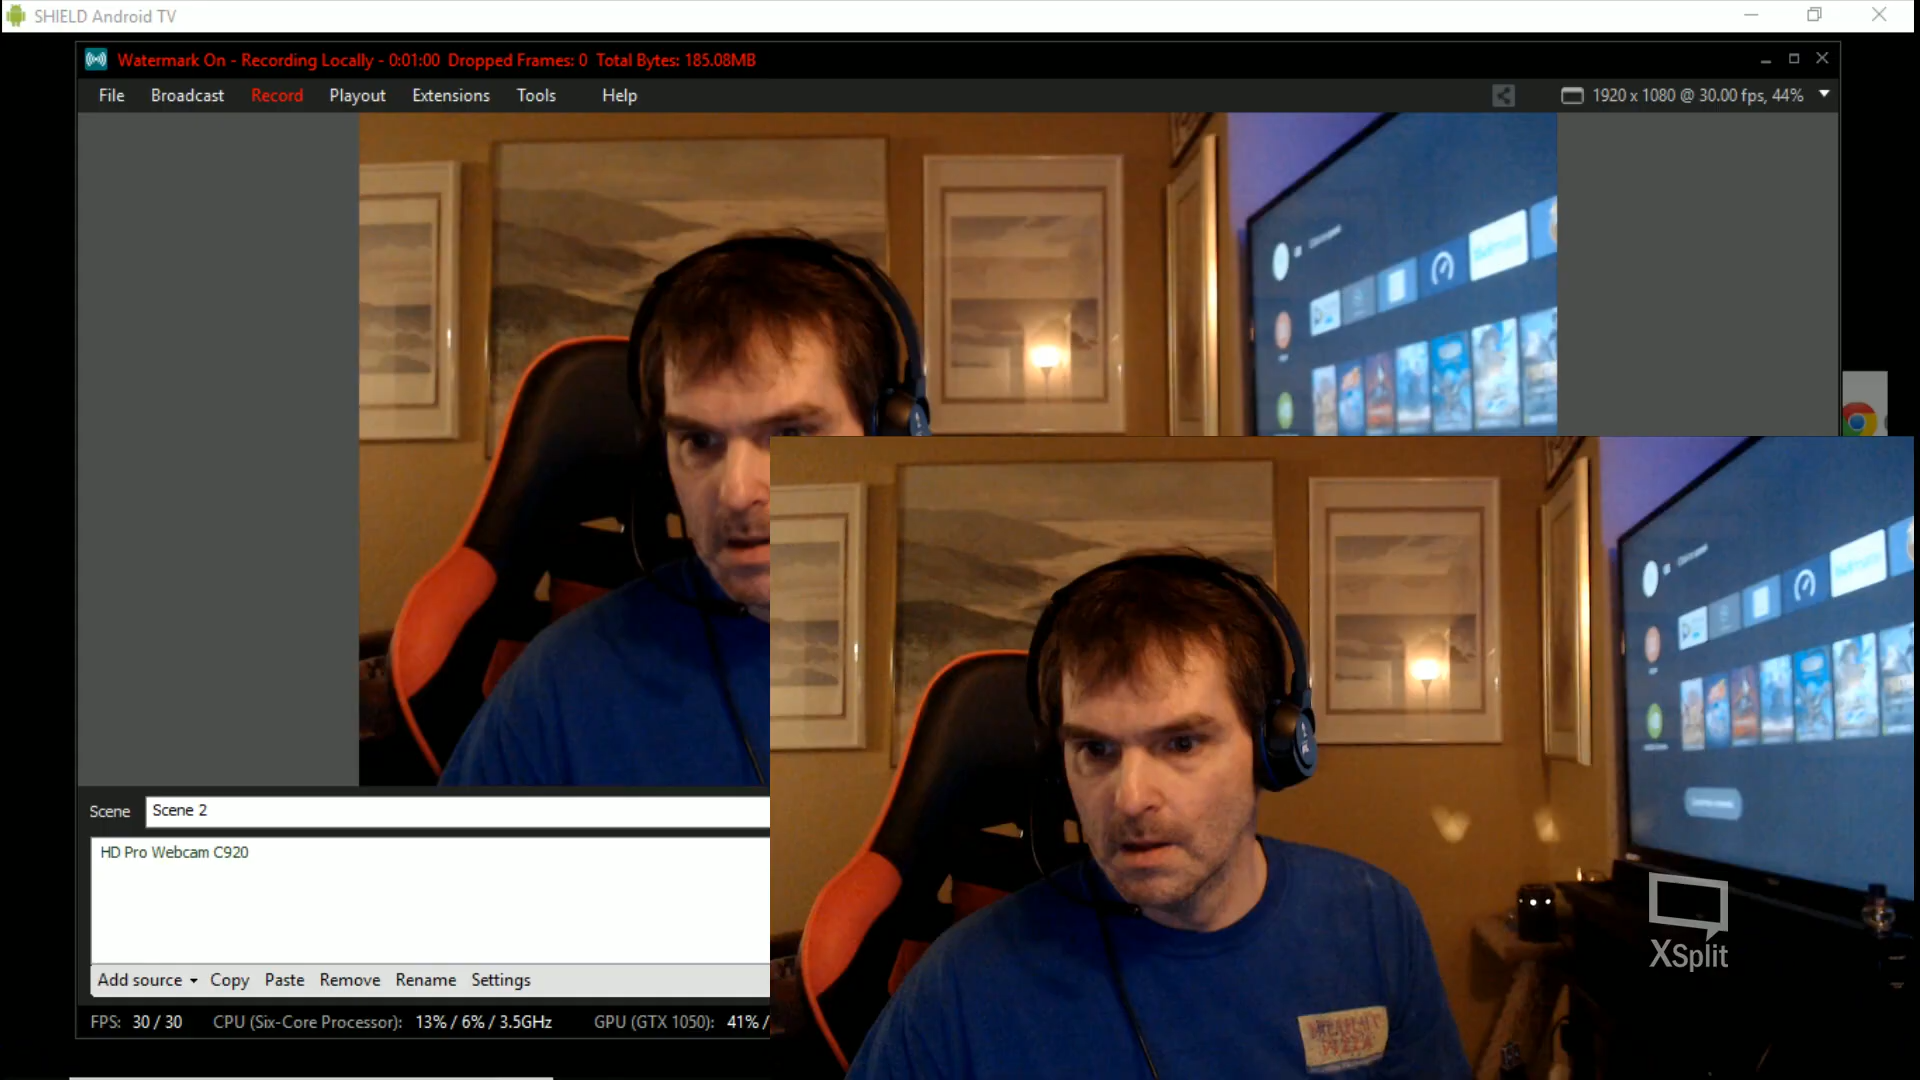 SHIELD Android TV
Watermark On - Recording Locally - 0:01:00 Dropped Frames: 0 Total Bytes: 185.08MB
File Broadcast Record Playout Extensions Tools Help
1920 x 1080 @ 30.00 fps, 44%
Scene Scene 2
HD Pro Webcam C920
Add source Copy Paste Remove Rename Settings
FPS: 30 / 30 CPU (Six-Core Processor): 13% / 6% / 3.5GHz GPU (GTX 1050): 41% /
XSplit